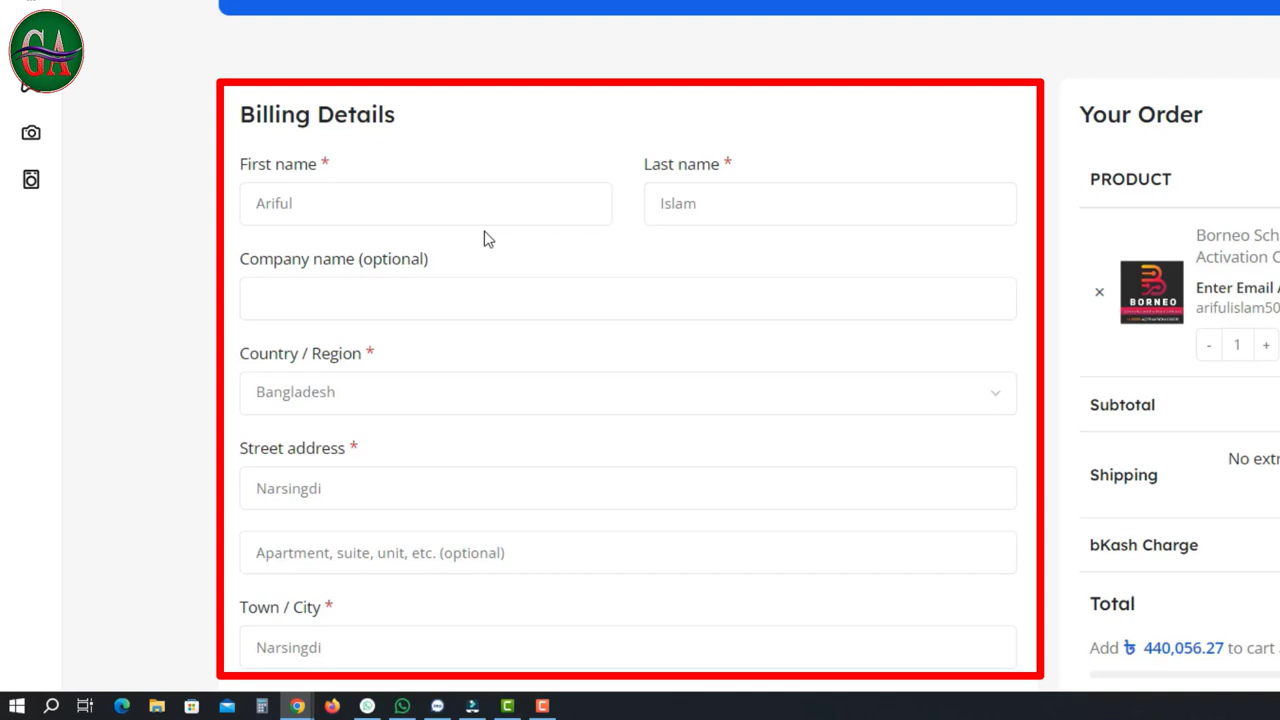 GA
Billing Details
First name *
Last name *
Ariful
Islam
Company name (optional)
Country / Region *
Bangladesh
Street address *
Narsingdi
Apartment, suite, unit, etc. (optional)
Town / City *
Narsingdi
Your Order
PRODUCT
Borneo Sch
Activation C
Enter Email A
arifulislam50
BORNEO
- 1 +
Subtotal
Shipping
No extr
bKash Charge
Total
Add ৳ 440,056.27 to cart